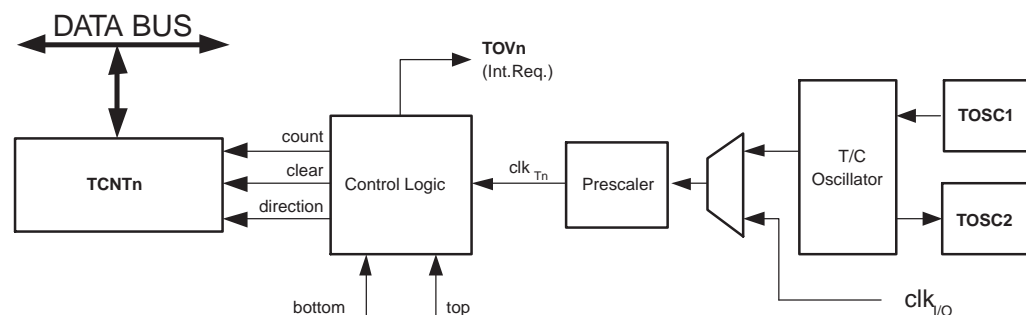 DATA BUS
TOVn
(Int.Req.)
TOSC1
count
TCNTn
clear
Control Logic
clk Tn
Prescaler
T/C
Oscillator
direction
TOSC2
bottom
top
clk I/O